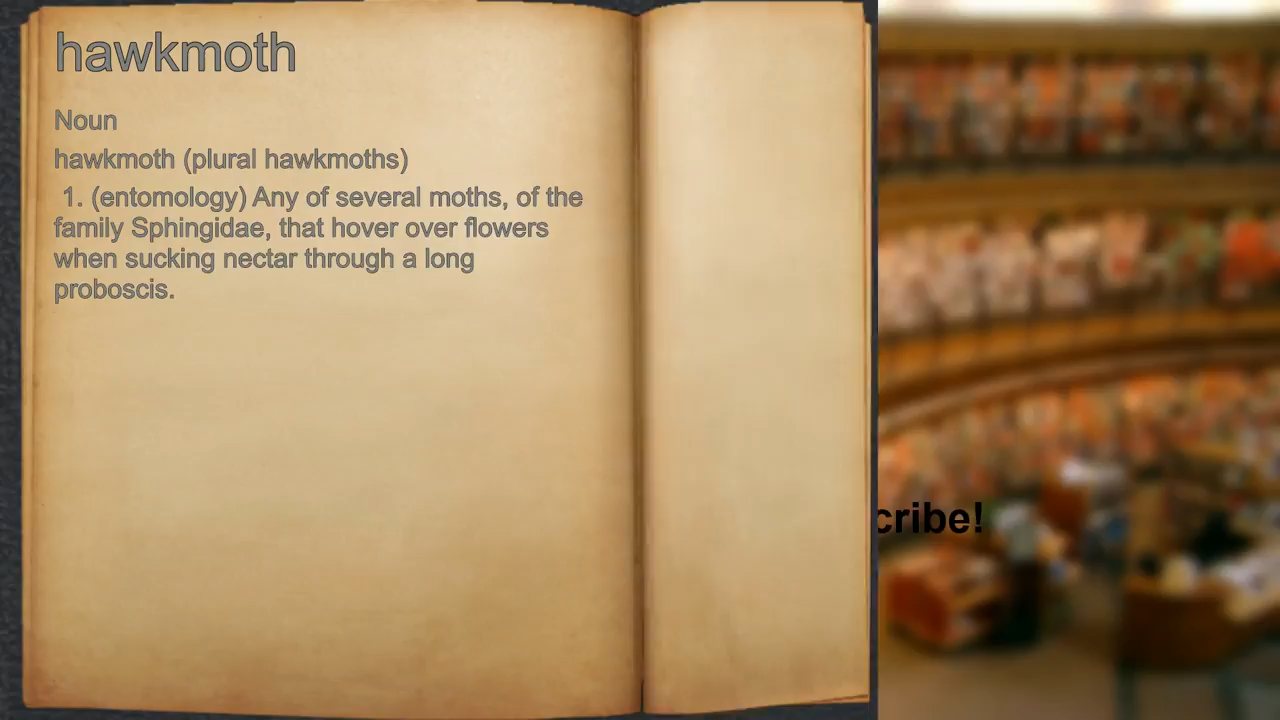 hawkmoth
Noun
hawkmoth (plural hawkmoths)
1. (entomology) Any of several moths, of the
family Sphingidae, that hover over flowers
when sucking nectar through a long
proboscis.
cribe!